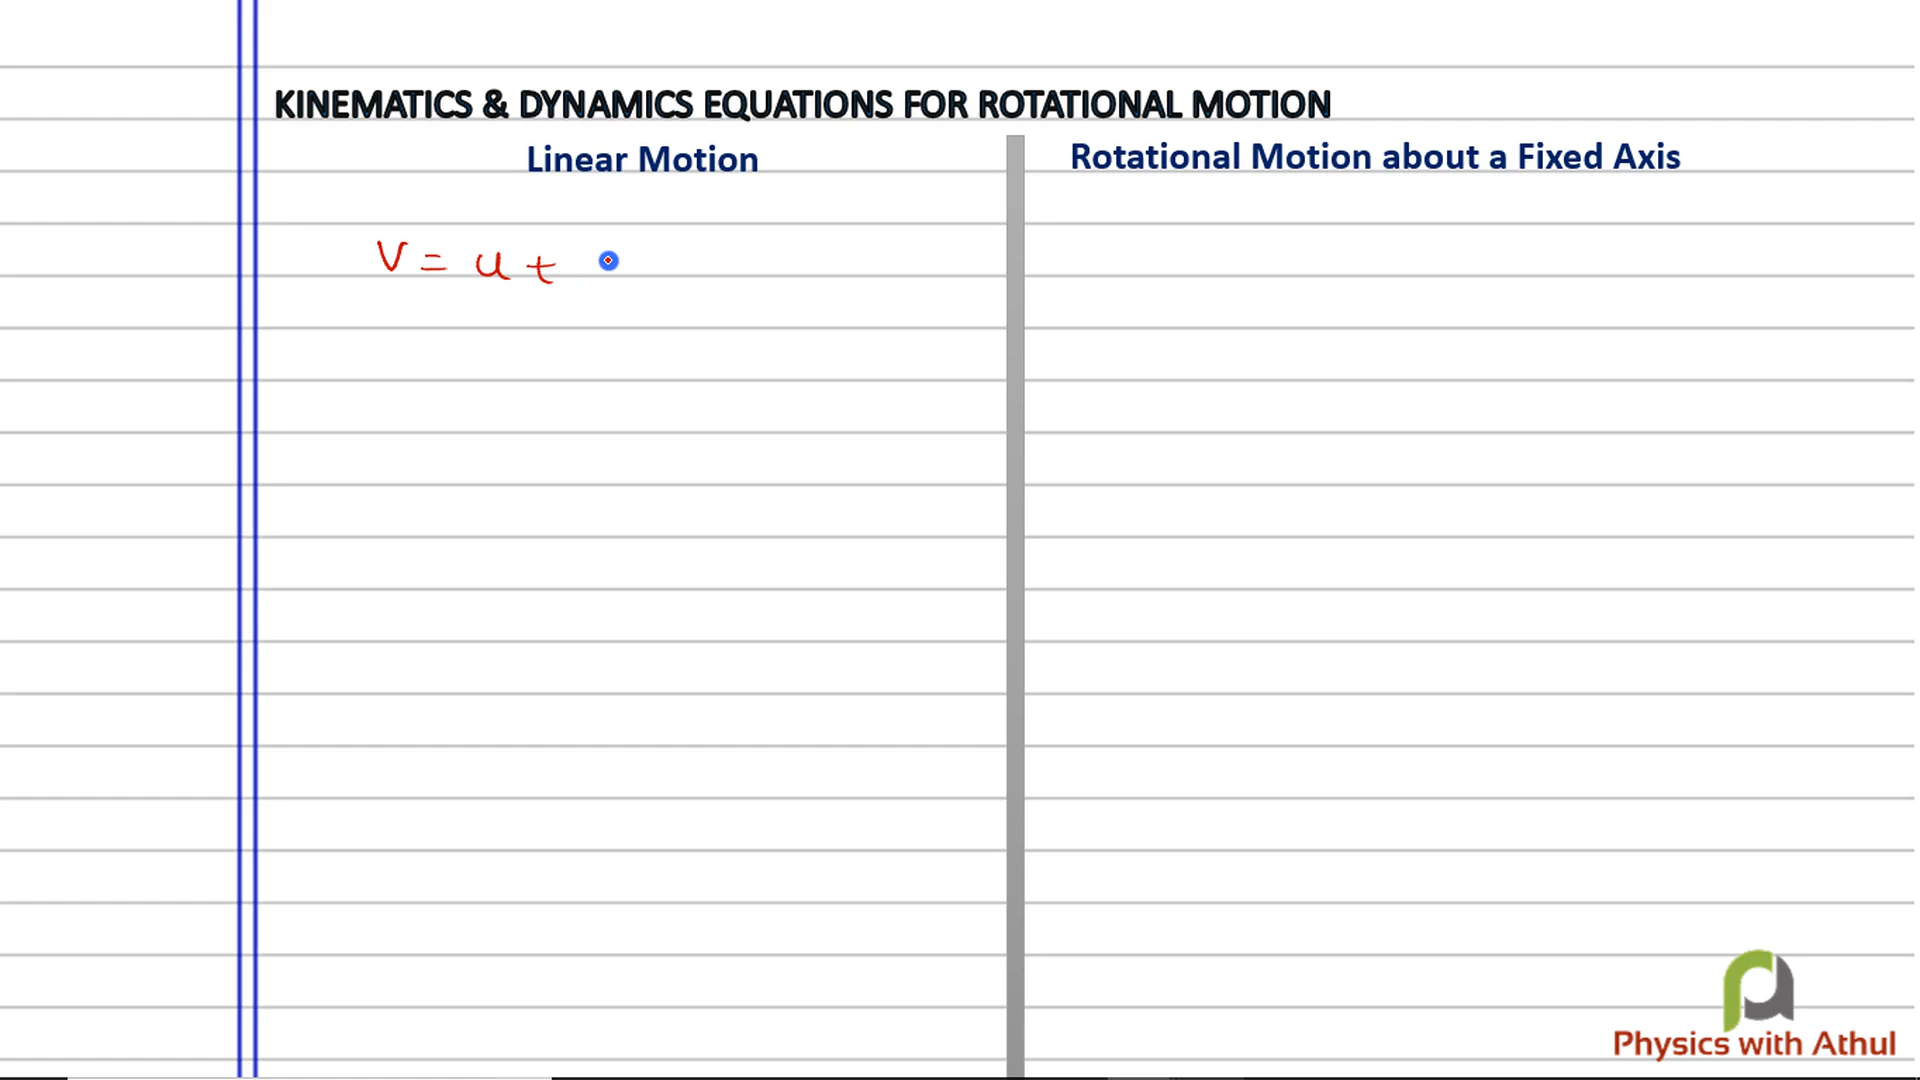 KINEMATICS & DYNAMICS EQUATIONS FOR ROTATIONAL MOTION
Linear Motion
Rotational Motion about a Fixed Axis
V = u +
Physics with Athul